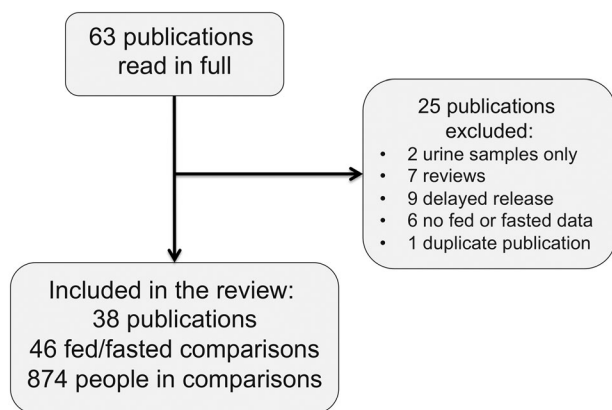 63 publications
read in full
25 publications
excluded:
• 2 urine samples only
• 7 reviews
• 9 delayed release
• 6 no fed or fasted data
• 1 duplicate publication
Included in the review:
38 publications
46 fed/fasted comparisons
874 people in comparisons